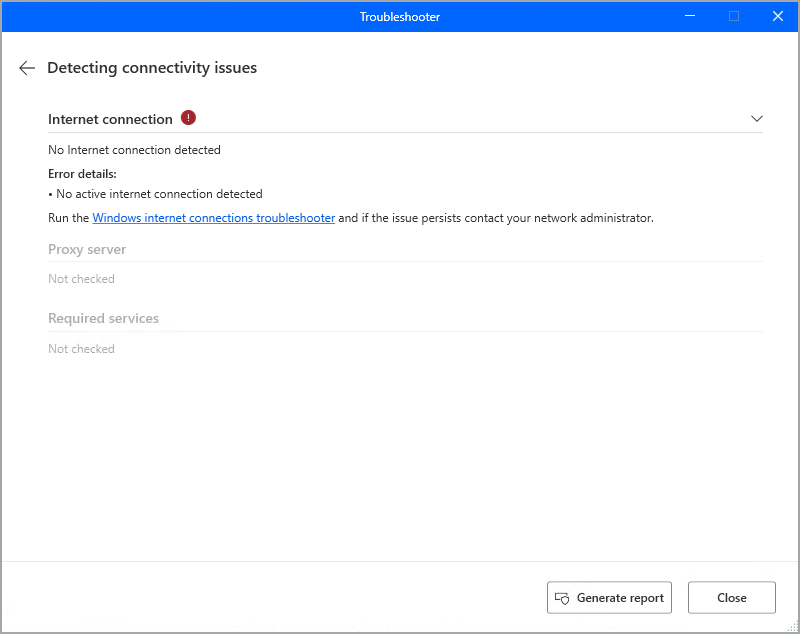 Troubleshooter
Detecting connectivity issues
Internet connection
No Internet connection detected
Error details:
• No active internet connection detected
Run the Windows internet connections troubleshooter and if the issue persists contact your network administrator.
Proxy server
Not checked
Required services
Not checked
Generate report
Close